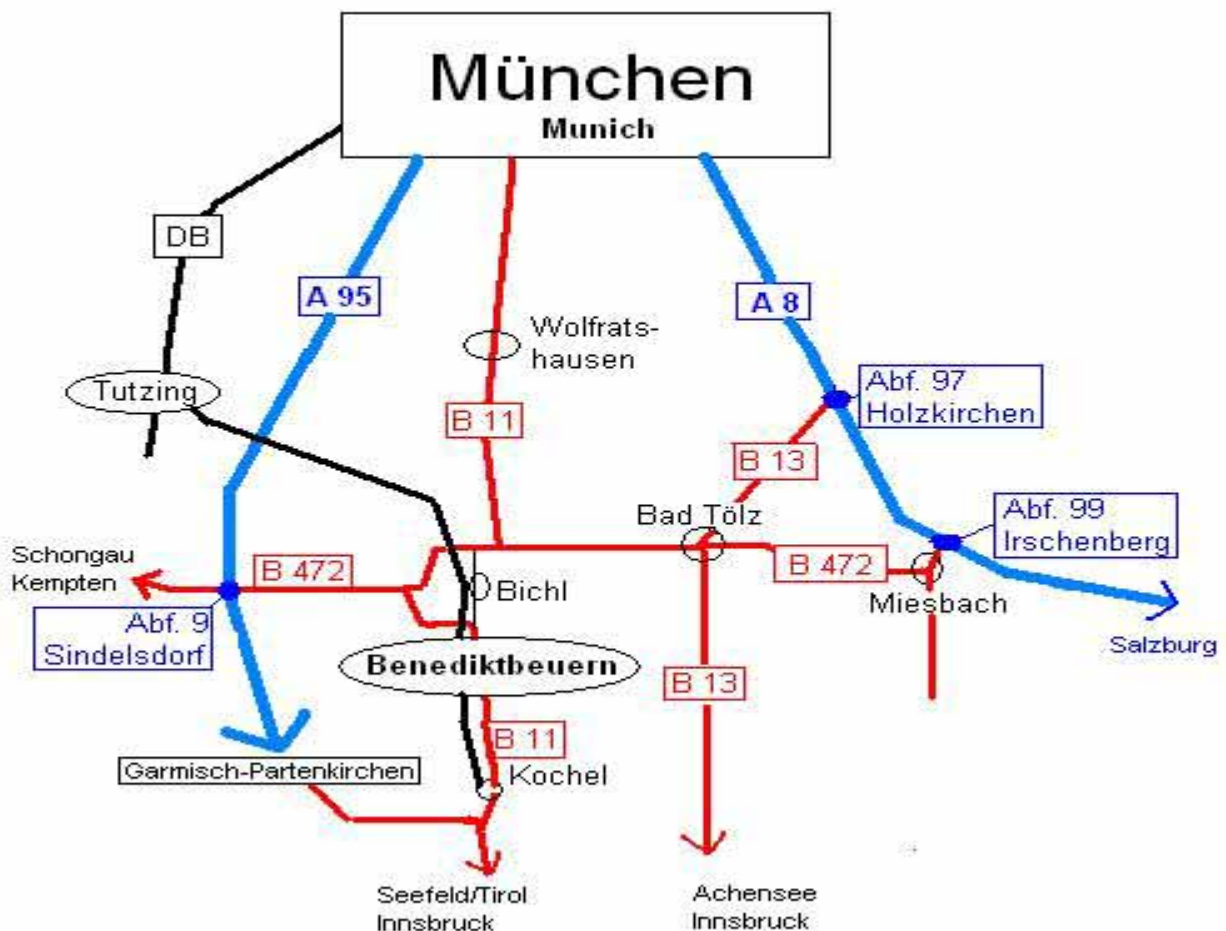 München
Munich
DB
A 95
A 8
Wolfrats-
hausen
Tutzing
Abf. 97
Holzkirchen
B 11
B 13
Bad Tölz
Abf. 99
Irschenberg
Schongau
Kempten
B 472
Bichl
B 472
Miesbach
Abf. 9
Sindelsdorf
Salzburg
Benediktbeuern
B 13
B 11
Garmisch-Partenkirchen
Kochel
Seefeld/Tirol
Innsbruck
Achensee
Innsbruck